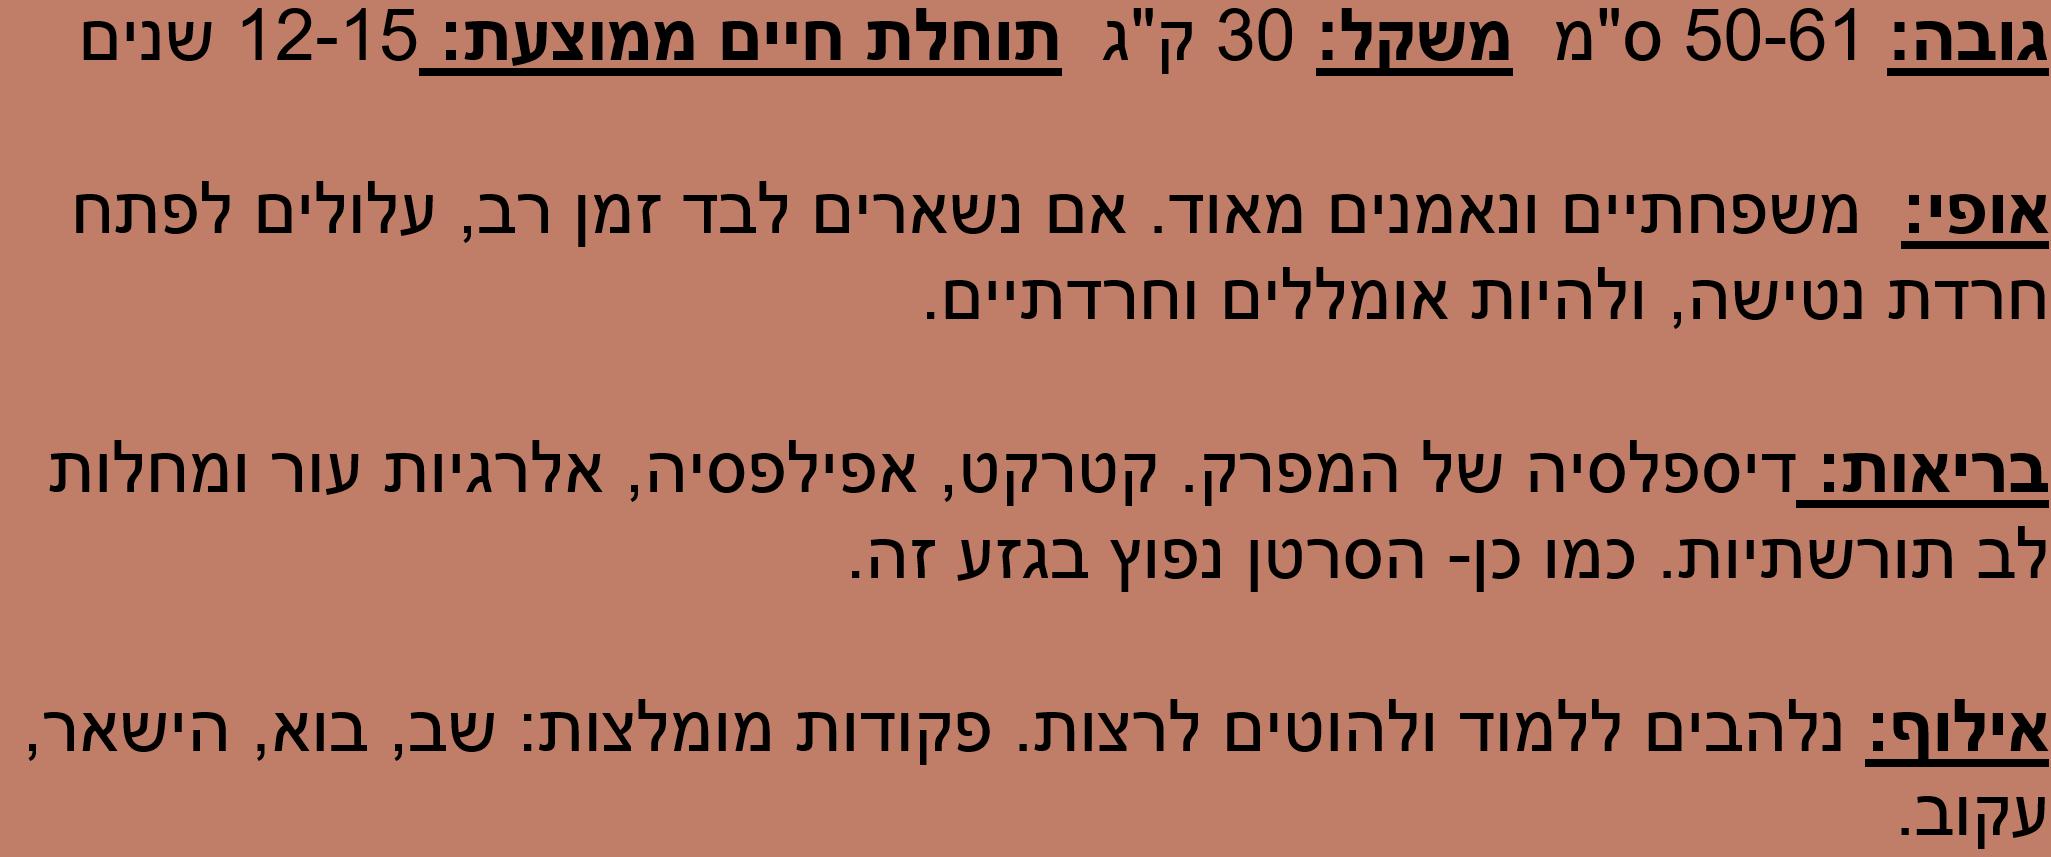 גובה: 50-61 ס"מ  משקל: 30 ק"ג  תוחלת חיים ממוצעת: 12-15 שנים
אופי:  משפחתיים ונאמנים מאוד. אם נשארים לבד זמן רב, עלולים לפתח
חרדת נטישה, ולהיות אומללים וחרדתיים.
בריאות: דיספלסיה של המפרק. קטרקט, אפילפסיה, אלרגיות עור ומחלות
לב תורשתיות. כמו כן- הסרטן נפוץ בגזע זה.
אילוף: נלהבים ללמוד ולהוטים לרצות. פקודות מומלצות: שב, בוא, הישאר,
עקוב.